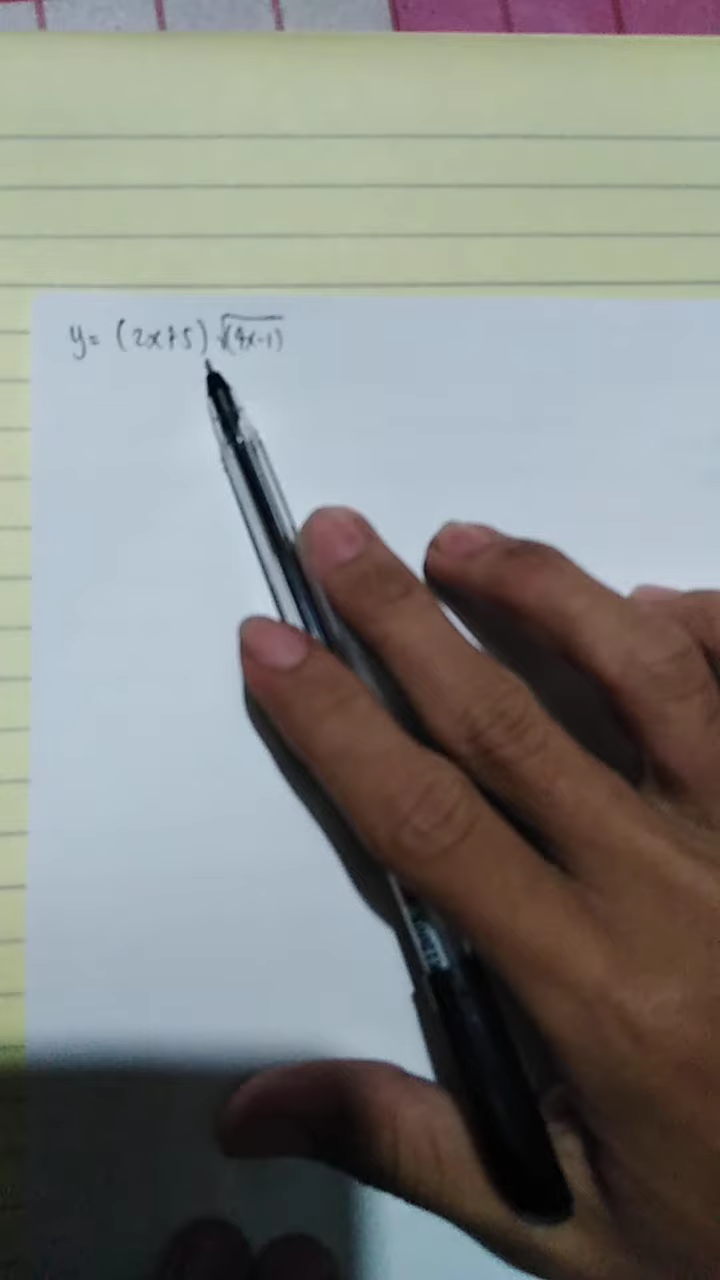 y= (2x+5) √(4x-1)